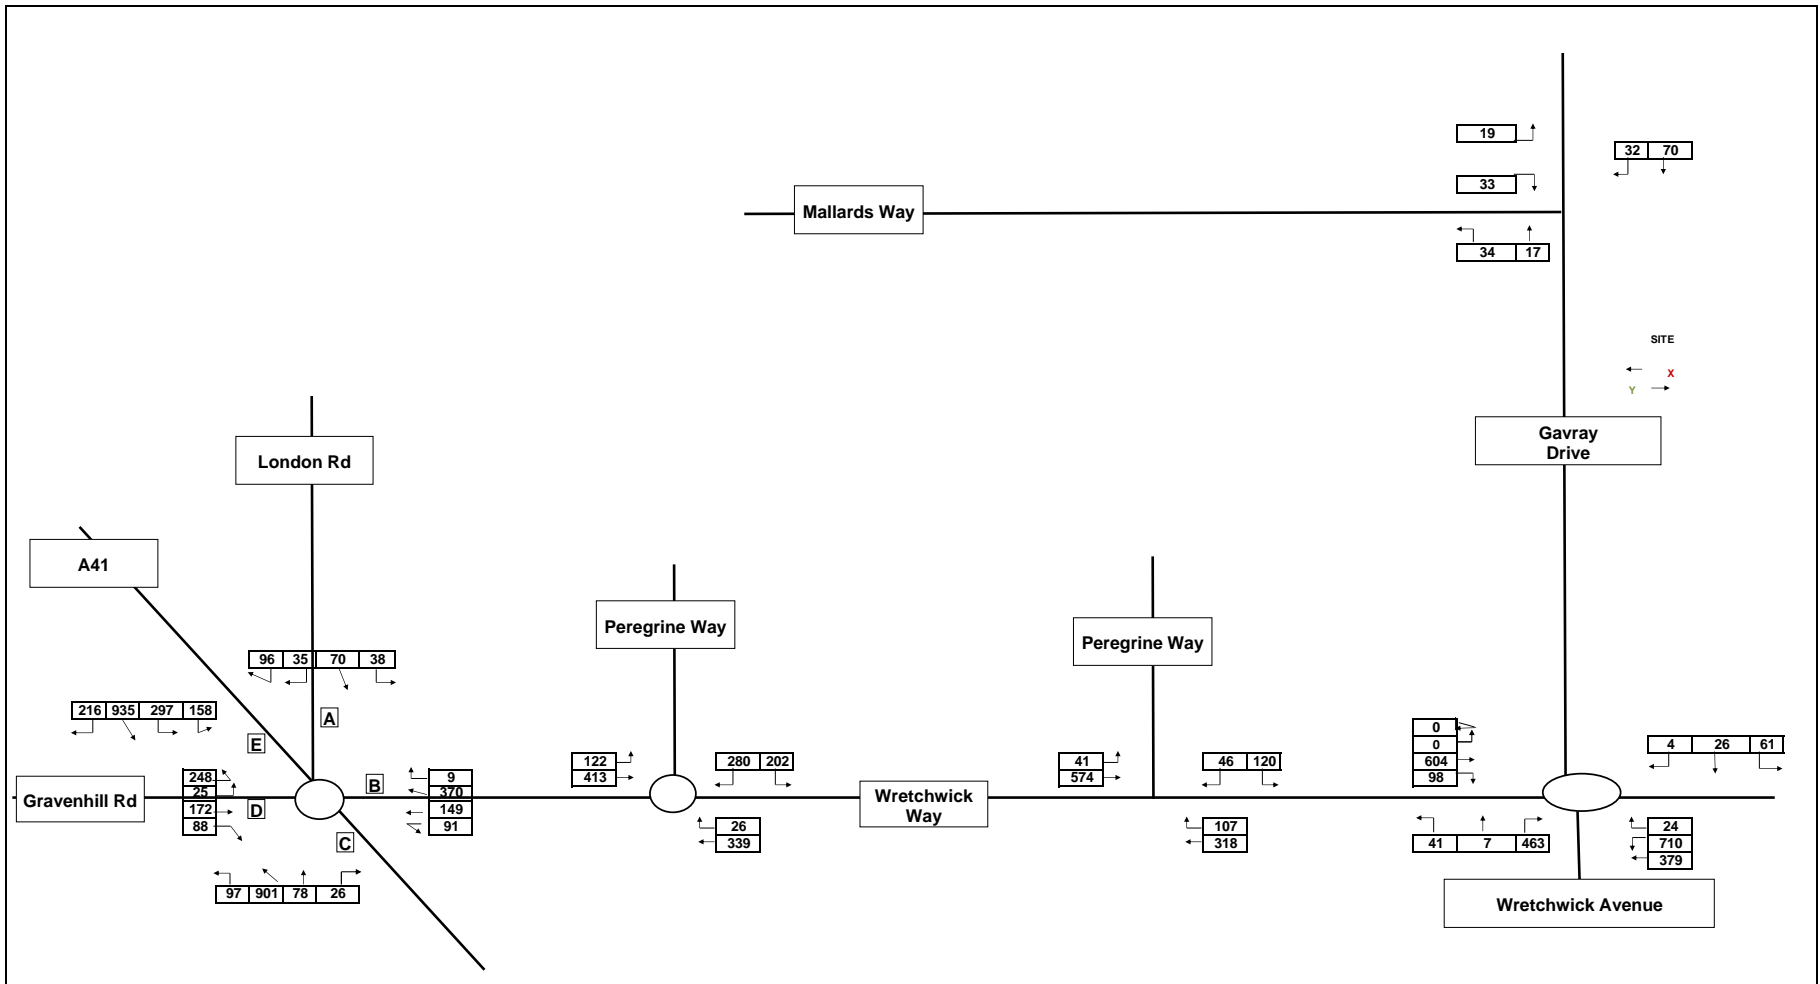 19
32 70
33
Mallards Way
34 17
SITE
X
Y
Gavray
Drive
London Rd
A41
Peregrine Way
Peregrine Way
96 35 70 38
216 935 297 158
A
E
0
0
604
98
4 26 61
122
413
280 202
41
574
46 120
248
25
172
88
9
370
149
91
B
D
Gravenhill Rd
Wretchwick
Way
C
26
339
107
318
41 7 463
24
710
379
97 901 78 26
Wretchwick Avenue